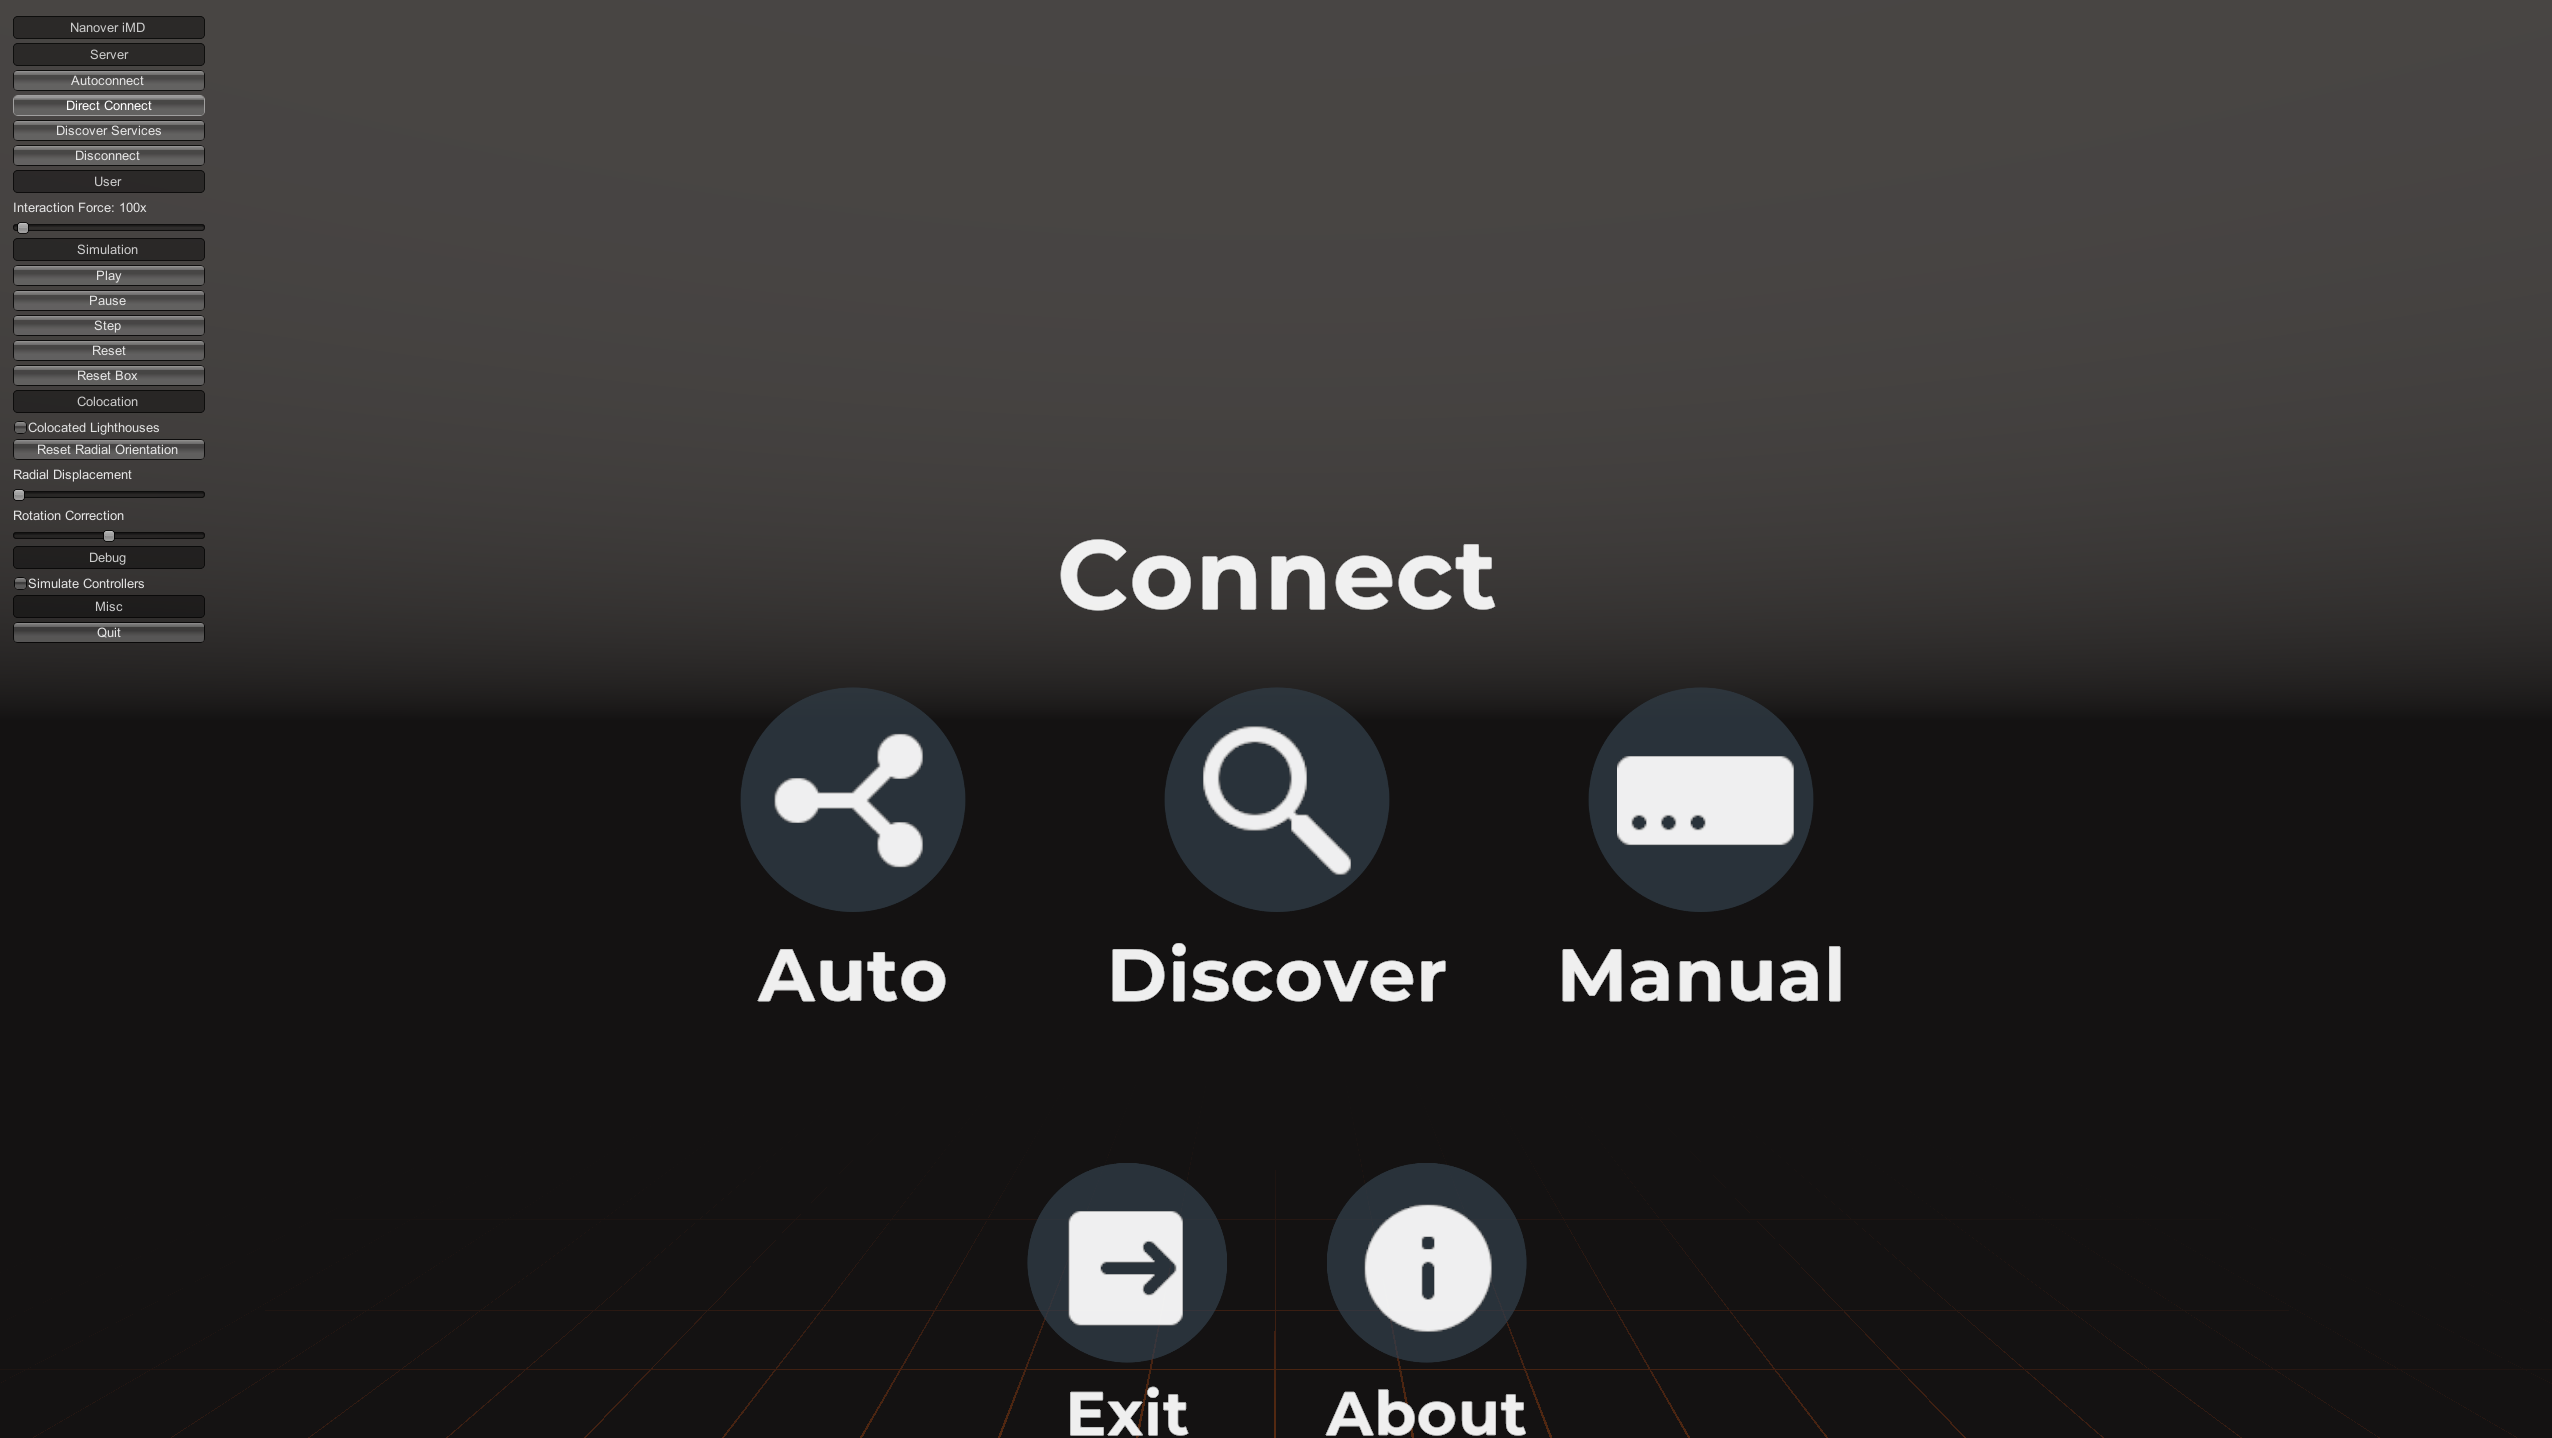 Nanover iMD
Server
Autoconnect
Direct Connect
Discover Services
Disconnect
User
Interaction Force: 100x
Simulation
Play
Pause
Step
Reset
Reset Box
Colocation
Colocated Lighthouses
Reset Radial Orientation
Radial Displacement
Rotation Correction
Debug
Simulate Controllers
Misc
Quit
Connect
Auto Discover Manual
Exit About